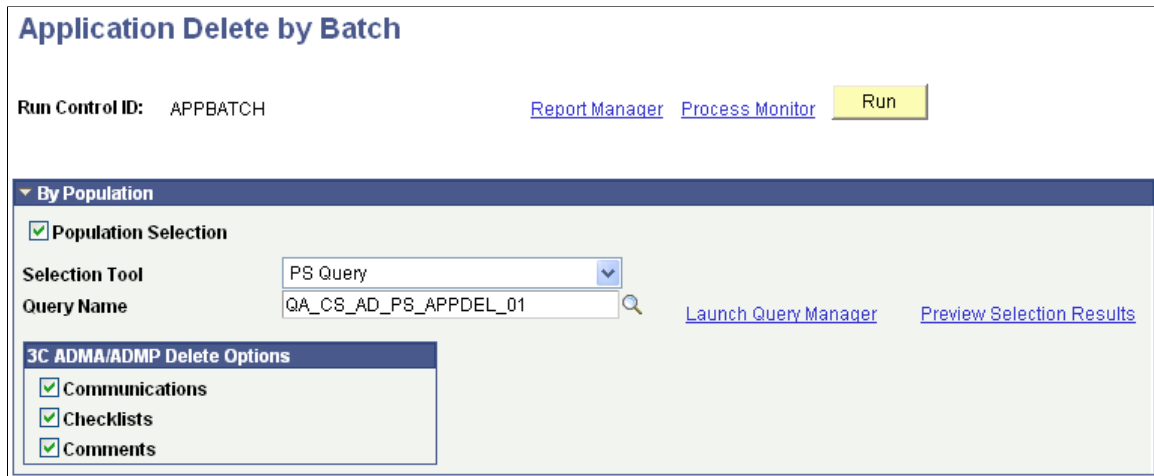 Application Delete by Batch
Run Control ID: APPBATCH Report Manager Process Monitor Run
By Population
Population Selection
Selection Tool PS Query
Query Name QA_CS_AD_PS_APPDEL_01 Launch Query Manager Preview Selection Results
3C ADMA/ADMP Delete Options
Communications
Checklists
Comments